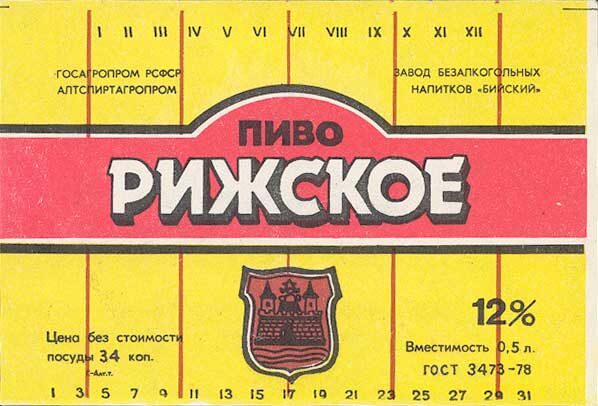 I II III IV V VI VII VIII IX X XI XII
ГОСАГРОПРОМ РСФСР
АЛТСПИРТАГРОПРОМ
ЗАВОД БЕЗАЛКОГОЛЬНЫХ
НАПИТКОВ «БИЙСКИЙ»
ПИВО
РИЖСКОЕ
12%
Цена без стоимости
посуды 34 коп.
Вместимость 0,5 л.
ГОСТ 3473-78
1 3 5 7 9 11 13 15 17 19 21 23 25 27 29 31